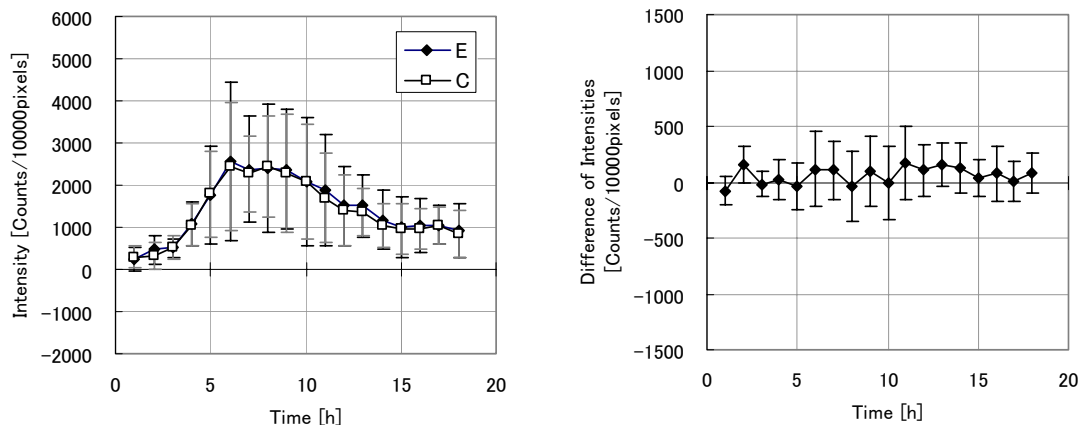 6000
5000
4000
3000
2000
1000
0
-1000
-2000
Intensity [Counts/10000pixels]
E
C
0 5 10 15 20
Time [h]
1500
1000
500
0
-500
-1000
-1500
Difference of Intensities
[Counts/10000pixels]
0 5 10 15 20
Time [h]